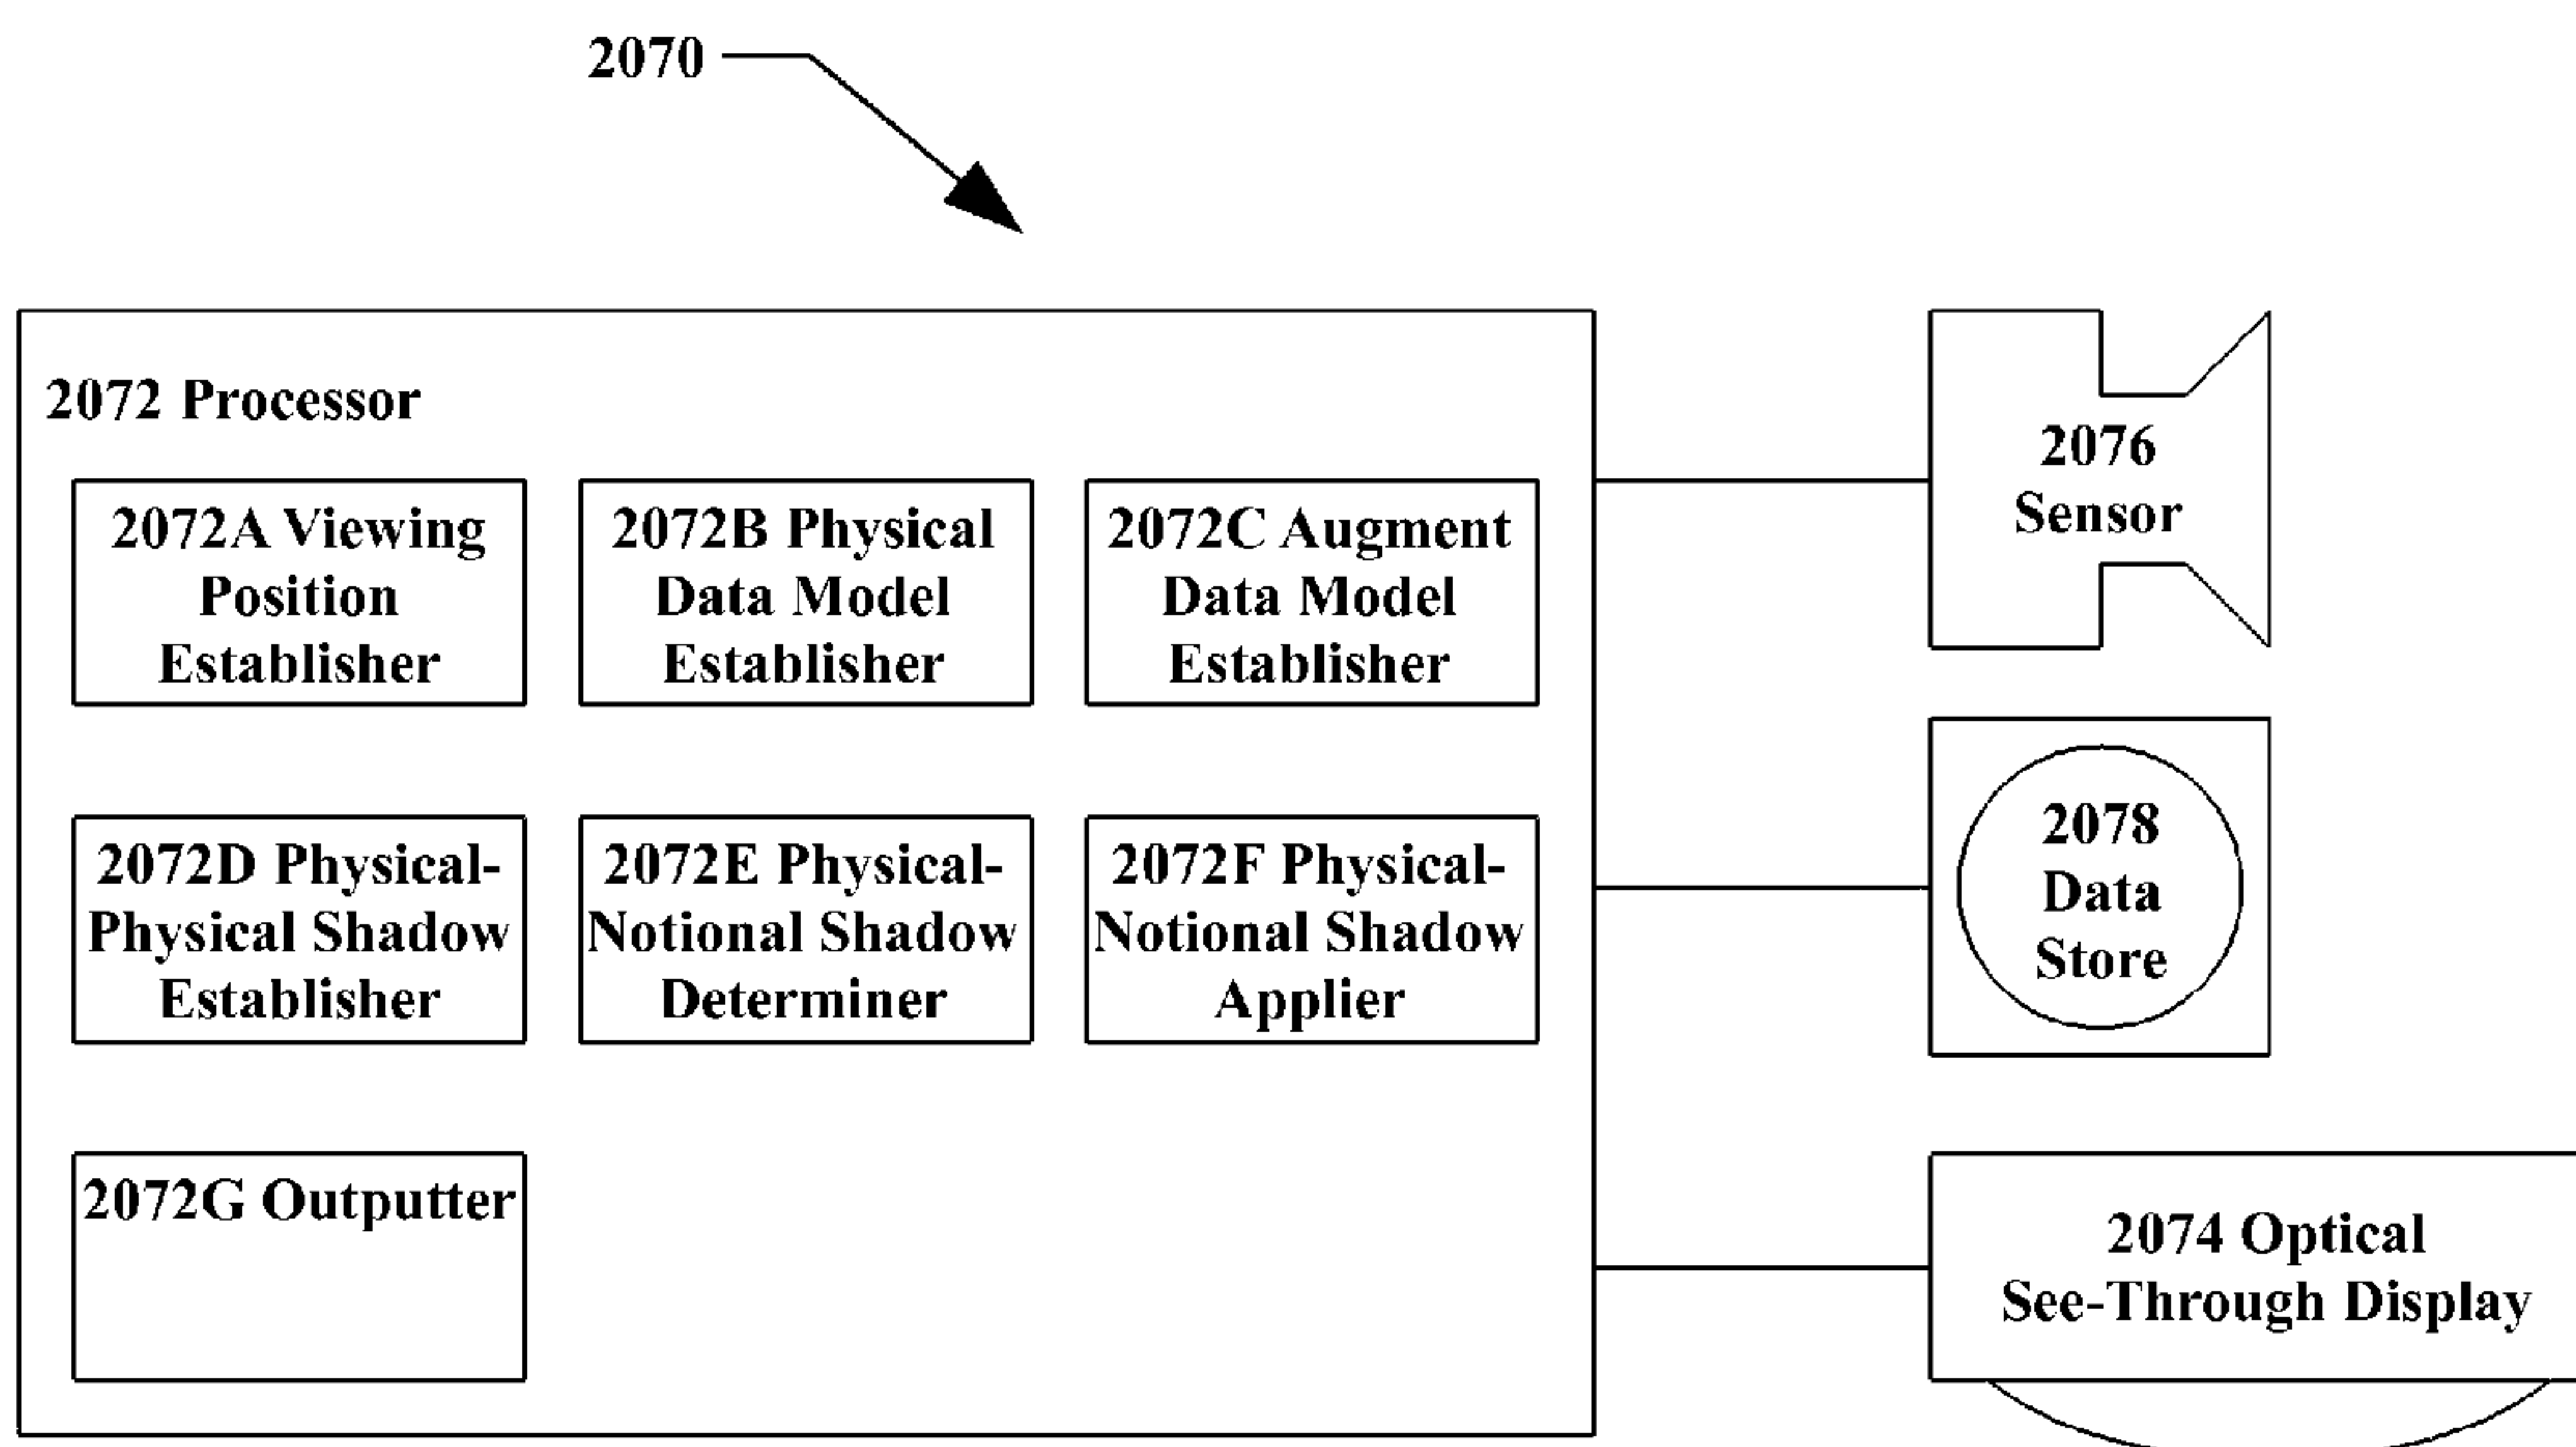 2070
2072 Processor
2072A Viewing
Position
Establisher
2072B Physical
Data Model
Establisher
2072C Augment
Data Model
Establisher
2072D Physical-
Physical Shadow
Establisher
2072E Physical-
Notional Shadow
Determiner
2072F Physical-
Notional Shadow
Applier
2072G Outputter
2076
Sensor
2078
Data
Store
2074 Optical
See-Through Display